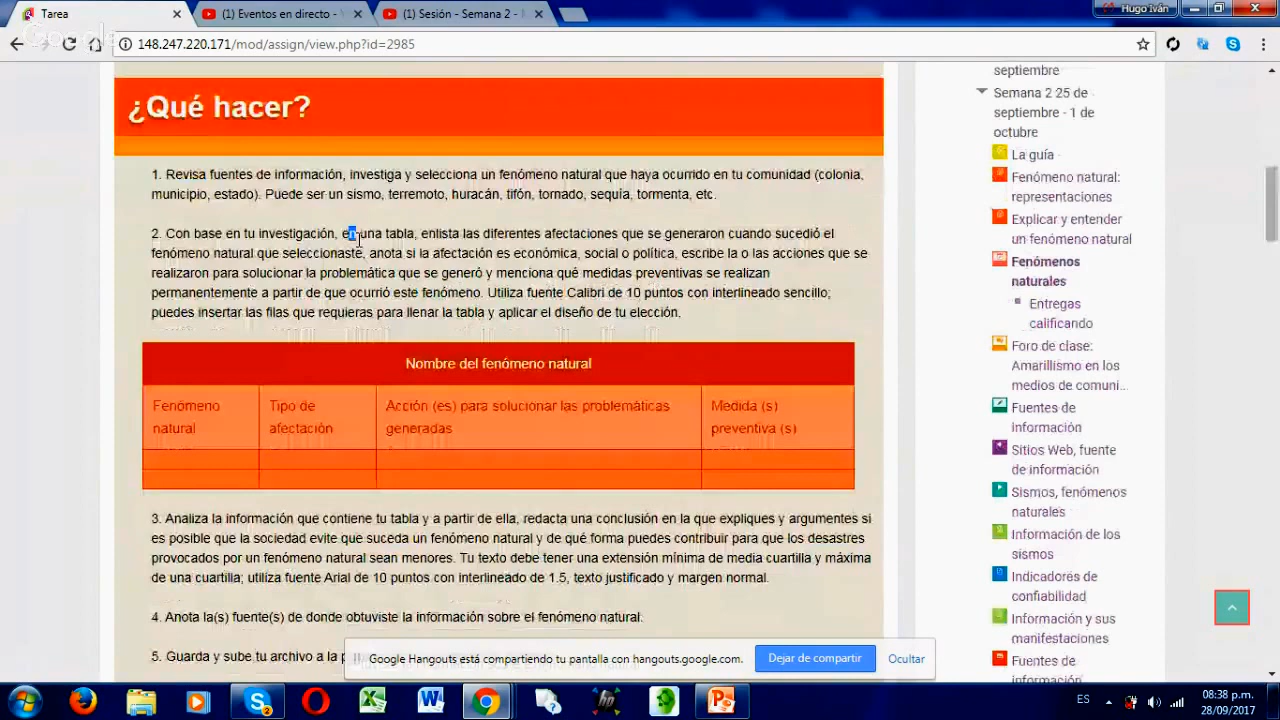 Tarea
(1) Eventos en directo - Y
(1) Sesión - Semana 2 -
Hugo Iván
148.247.220.171/mod/assign/view.php?id=2985
Google
¿Qué hacer?
1. Revisa fuentes de información, investiga y selecciona un fenómeno natural que haya ocurrido en tu comunidad (colonia,
municipio, estado). Puede ser un sismo, terremoto, huracán, tifón, tornado, sequía, tormenta, etc.
2. Con base en tu investigación, en una tabla, enlista las diferentes afectaciones que se generaron cuando sucedió el
fenómeno natural que seleccionaste, anota si la afectación es económica, social o política, escribe la o las acciones que se
realizaron para solucionar la problemática que se generó y menciona qué medidas preventivas se realizan
permanentemente a partir de que ocurrió este fenómeno. Utiliza fuente Calibri de 10 puntos con interlineado sencillo;
puedes insertar las filas que requieras para llenar la tabla y aplicar el diseño de tu elección.
Nombre del fenómeno natural
Fenómeno
natural
Tipo de
afectación
Acción (es) para solucionar las problemáticas
generadas
Medida (s)
preventiva (s)
3. Analiza la información que contiene tu tabla y a partir de ella, redacta una conclusión en la que expliques y argumentes si
es posible que la sociedad evite que suceda un fenómeno natural y de qué forma puedes contribuir para que los desastres
provocados por un fenómeno natural sean menores. Tu texto debe tener una extensión mínima de media cuartilla y máxima
de una cuartilla; utiliza fuente Arial de 10 puntos con interlineado de 1.5, texto justificado y margen normal.
4. Anota la(s) fuente(s) de donde obtuviste la información sobre el fenómeno natural.
5. Guarda y sube tu archivo a la
Google Hangouts está compartiendo tu pantalla con hangouts.google.com.
Dejar de compartir
Ocultar
septiembre
Semana 2 25 de
septiembre - 1 de
octubre
La guía
Fenómeno natural:
representaciones
Explicar y entender
un fenómeno natural
Fenómenos
naturales
Entregas
calificando
Foro de clase:
Amarillismo en los
medios de comuni...
Fuentes de
información
Sitios Web, fuente
de información
Sismos, fenómenos
naturales
Información de los
sismos
Indicadores de
confiabilidad
Información y sus
manifestaciones
Fuentes de
información
ES
08:38 p.m.
28/09/2017